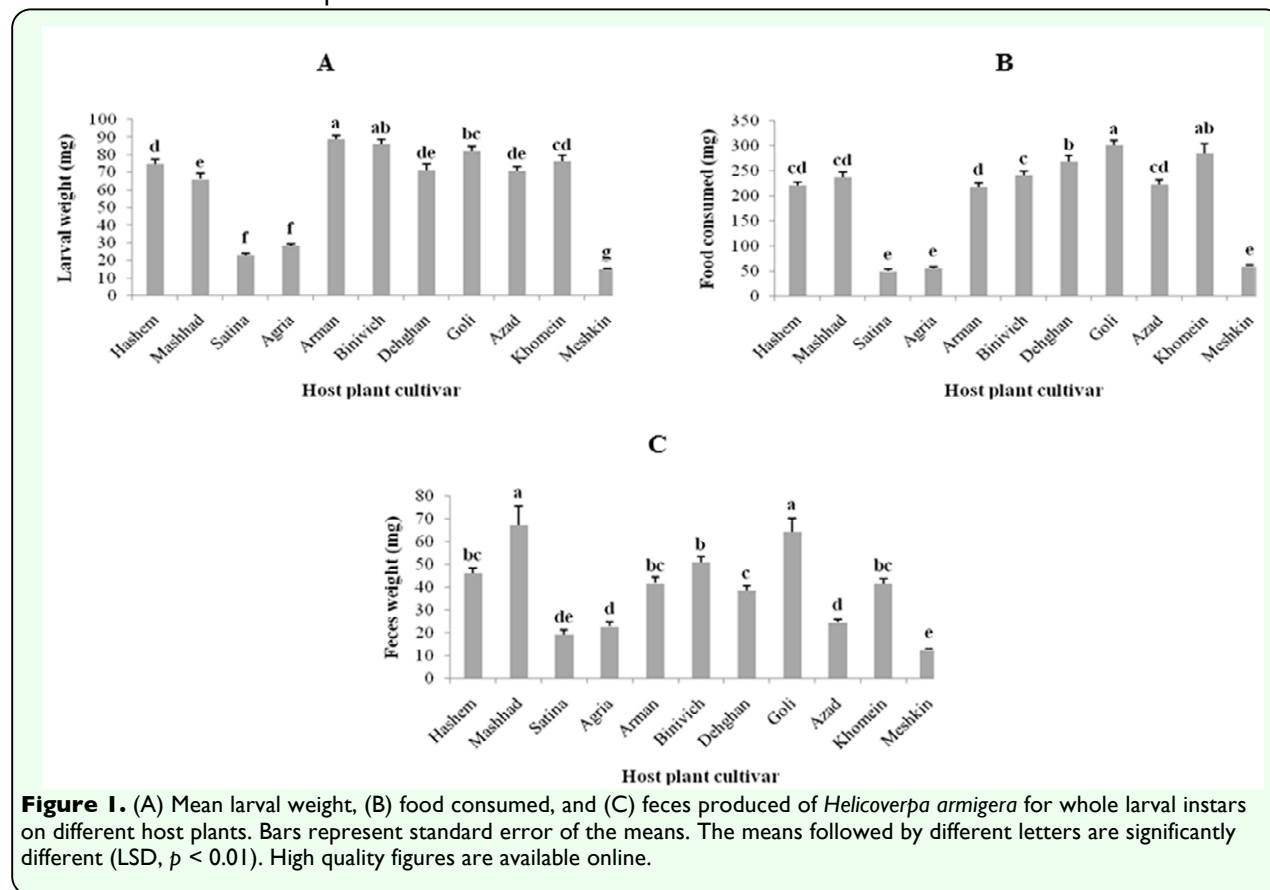 A
Larval weight (mg)
100
90
80
70
60
50
40
30
20
10
0
d
e
f
f
a
ab
de
bc
de
cd
g
Hashem
Mashhad
Satina
Agria
Arman
Binivich
Dehghan
Goli
Azad
Khomein
Meshkin
Host plant cultivar
B
Food consumed (mg)
350
300
250
200
150
100
50
0
cd
cd
e
e
d
c
b
a
cd
ab
e
Hashem
Mashhad
Satina
Agria
Arman
Binivich
Dehghan
Goli
Azad
Khomein
Meshkin
Host plant cultivar
C
Feces weight (mg)
80
70
60
50
40
30
20
10
0
bc
a
de
d
bc
b
c
a
d
bc
e
Hashem
Mashhad
Satina
Agria
Arman
Binivich
Dehghan
Goli
Azad
Khomein
Meshkin
Host plant cultivar
Figure 1. (A) Mean larval weight, (B) food consumed, and (C) feces produced of Helicoverpa armigera for whole larval instars
on different host plants. Bars represent standard error of the means. The means followed by different letters are significantly
different (LSD, p < 0.01). High quality figures are available online.